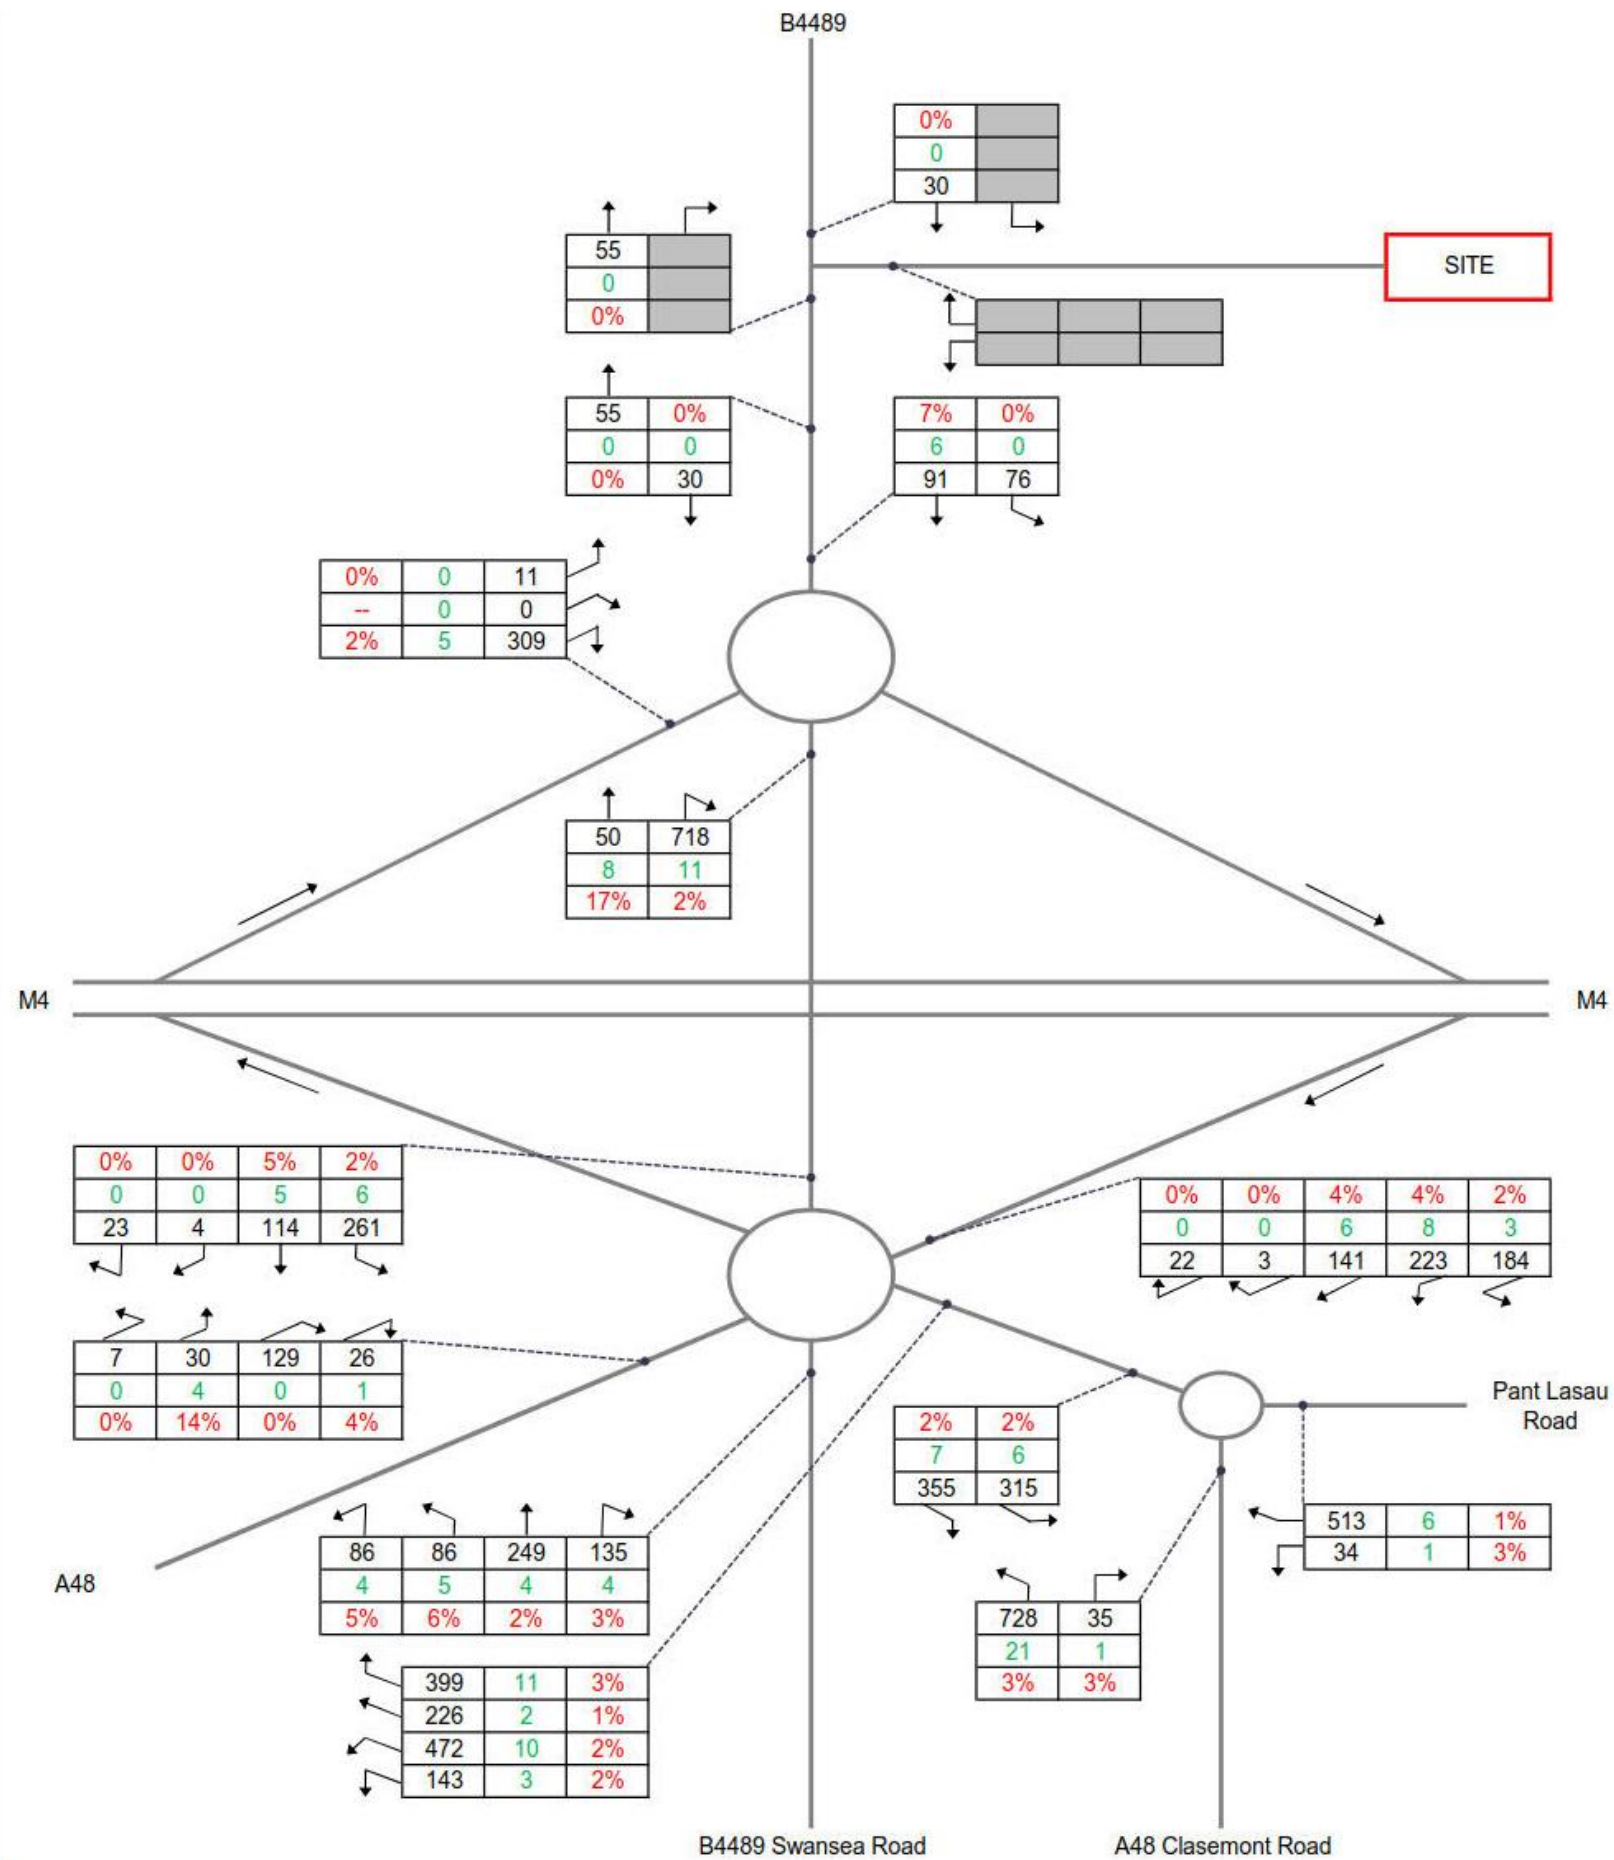 B4489
0%
0
30
55
0
0%
SITE
55 0%
0 0
0% 30
7% 0%
6 0
91 76
0% 0 11
-- 0 0
2% 5 309
50 718
8 11
17% 2%
M4
M4
0% 0% 5% 2%
0 0 5 6
23 4 114 261
0% 0% 4% 4% 2%
0 0 6 8 3
22 3 141 223 184
7 30 129 26
0 4 0 1
0% 14% 0% 4%
Pant Lasau
Road
2% 2%
7 6
355 315
513 6 1%
34 1 3%
A48
86 86 249 135
4 5 4 4
5% 6% 2% 3%
728 35
21 1
3% 3%
399 11 3%
226 2 1%
472 10 2%
143 3 2%
B4489 Swansea Road
A48 Clasemont Road